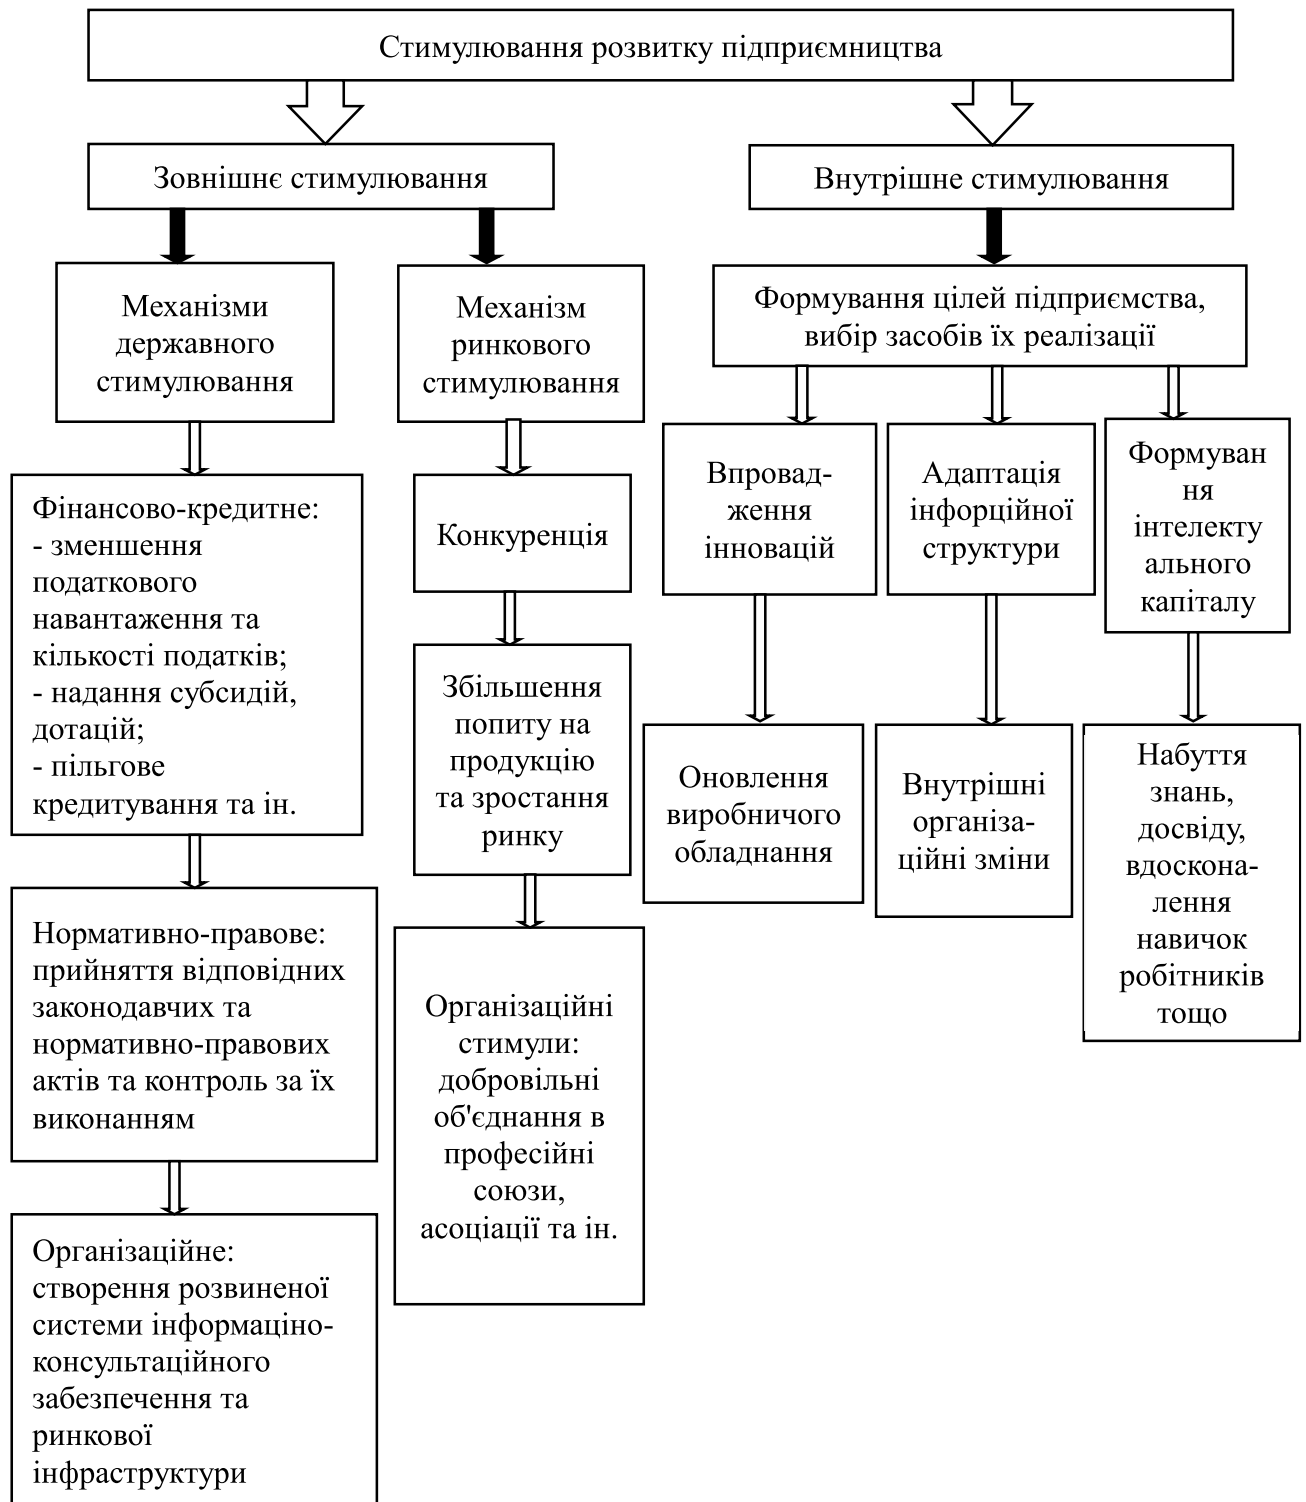 Стимулювання розвитку підприємництва
Зовнішнє стимулювання
Внутрішне стимулювання
Механізми
державного
стимулювання
Механізм
ринкового
стимулювання
Формування цілей підприємства,
вибір засобів їх реалізації
Фінансово-кредитне:
- зменшення
податкового
навантаження та
кількості податків;
- надання субсидій,
дотацій;
- пільгове
кредитування та ін.
Конкуренція
Впровад-
ження
інновацій
Адаптація
інфорційної
структури
Формуван
ня
інтелекту
ального
капіталу
Збільшення
попиту на
продукцію
та зростання
ринку
Оновлення
виробничого
обладнання
Внутрішні
організа-
ційні зміни
Набуття
знань,
досвіду,
вдоскона-
лення
навичок
робітників
тощо
Нормативно-правове:
прийняття відповідних
законодавчих та
нормативно-правових
актів та контроль за їх
виконанням
Організаційні
стимули:
добровільні
об'єднання в
професійні
союзи,
асоціації та ін.
Організаційне:
створення розвиненої
системи інформаціно-
консультаційного
забезпечення та
ринкової
інфраструктури